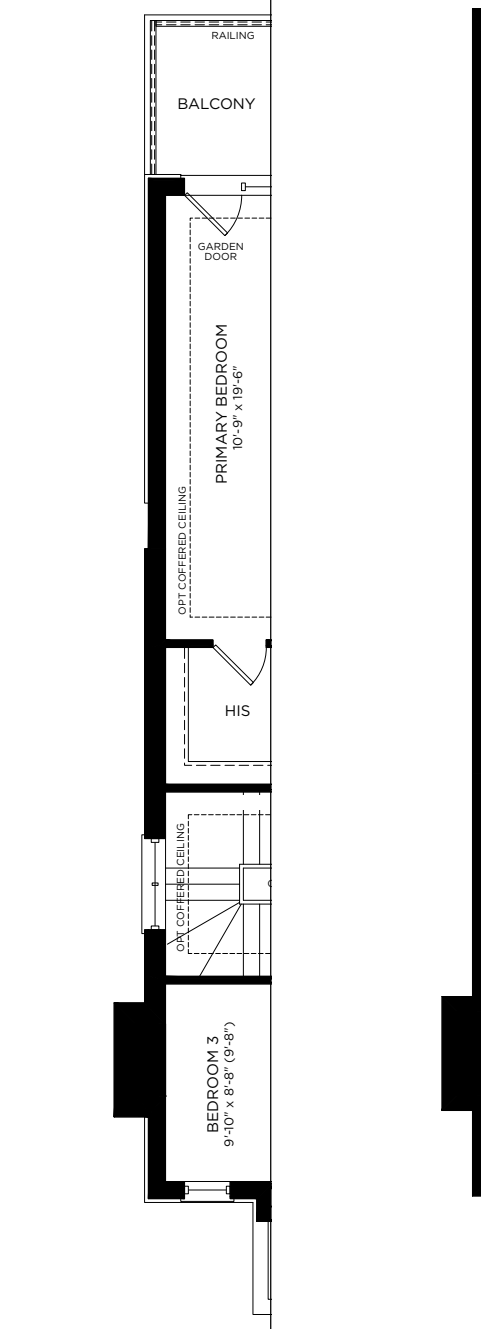 RAILING
BALCONY
GARDEN
DOOR
PRIMARY BEDROOM
10'-9" x 19'-6"
OPT COFFERED CEILING
HIS
OPT COFFERED CEILING
BEDROOM 3
9'-10" x 8'-8" (9'-8")